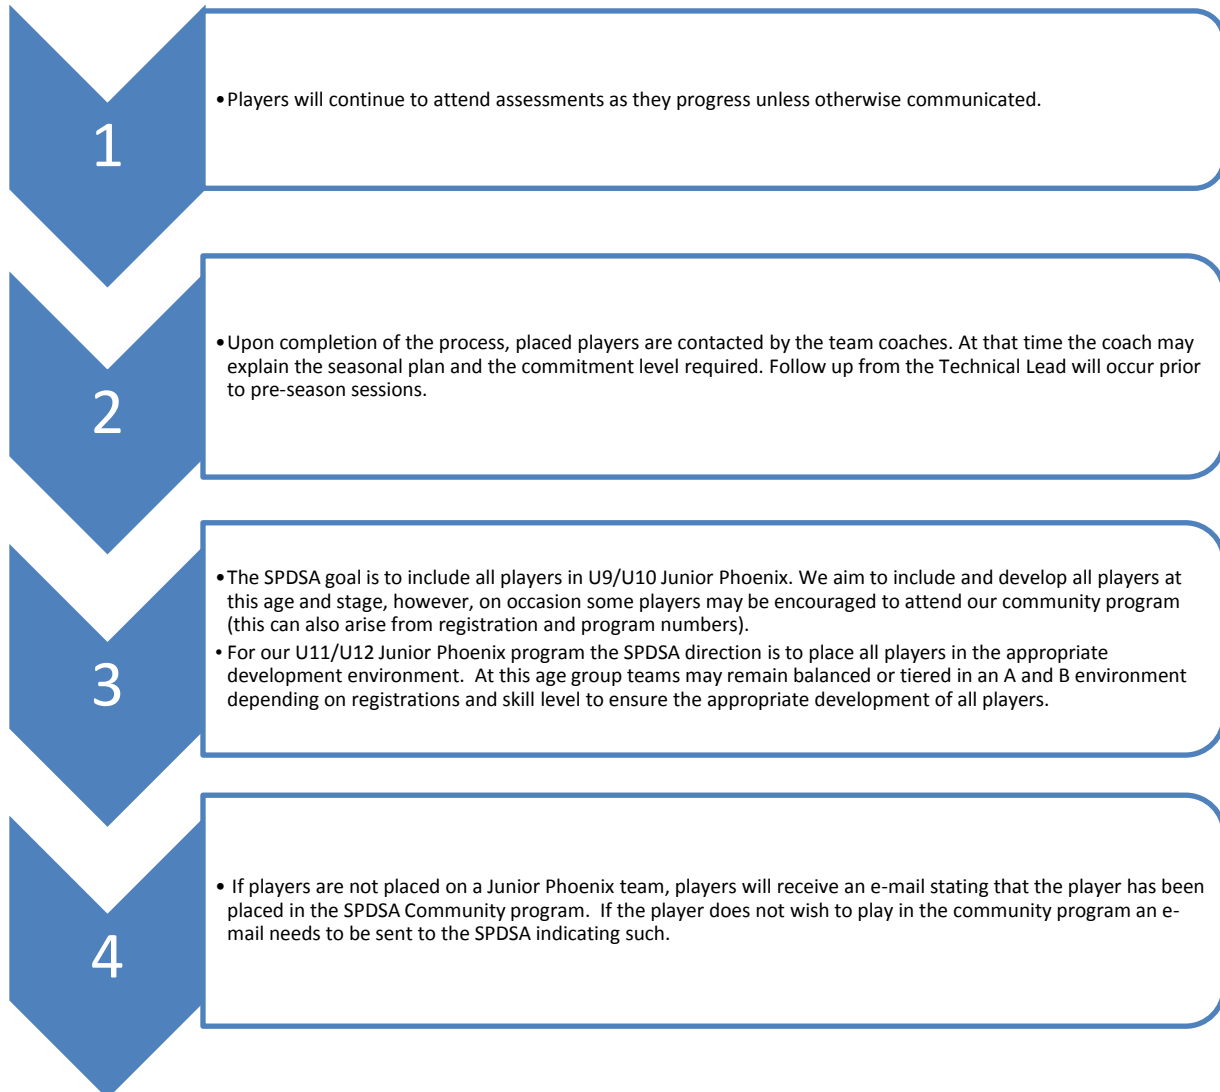 1
•Players will continue to attend assessments as they progress unless otherwise communicated.
2
•Upon completion of the process, placed players are contacted by the team coaches. At that time the coach may
explain the seasonal plan and the commitment level required. Follow up from the Technical Lead will occur prior
to pre-season sessions.
3
•The SPDSA goal is to include all players in U9/U10 Junior Phoenix. We aim to include and develop all players at
this age and stage, however, on occasion some players may be encouraged to attend our community program
(this can also arise from registration and program numbers).
• For our U11/U12 Junior Phoenix program the SPDSA direction is to place all players in the appropriate
development environment.  At this age group teams may remain balanced or tiered in an A and B environment
depending on registrations and skill level to ensure the appropriate development of all players.
4
• If players are not placed on a Junior Phoenix team, players will receive an e-mail stating that the player has been
placed in the SPDSA Community program.  If the player does not wish to play in the community program an e-
mail needs to be sent to the SPDSA indicating such.